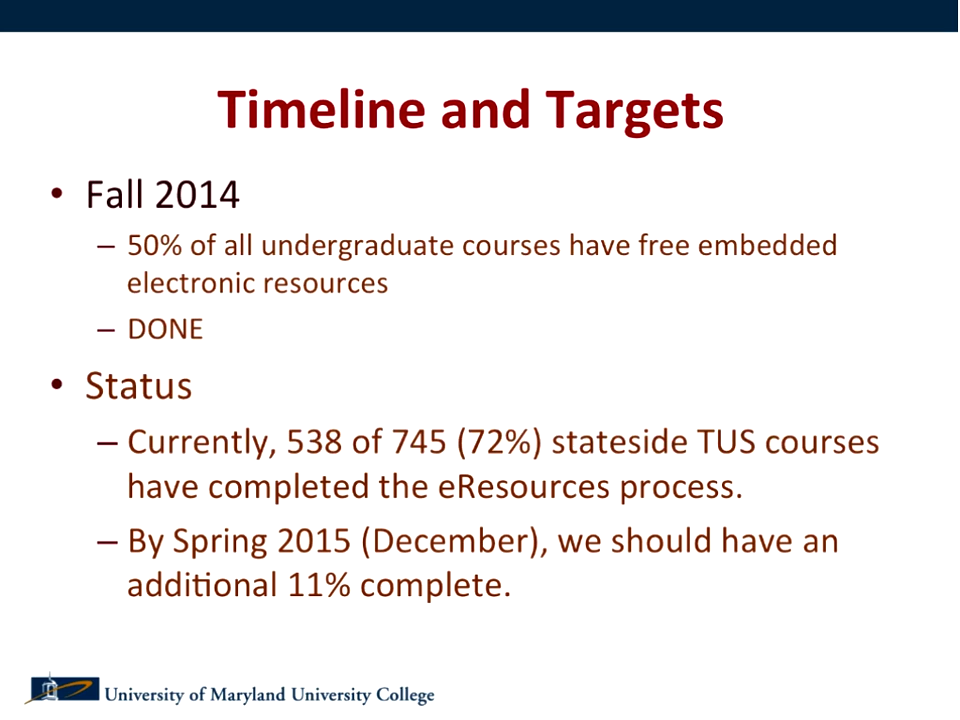 Timeline and Targets
• Fall 2014
– 50% of all undergraduate courses have free embedded
electronic resources
– DONE
• Status
– Currently, 538 of 745 (72%) stateside TUS courses
have completed the eResources process.
– By Spring 2015 (December), we should have an
additional 11% complete.
University of Maryland University College